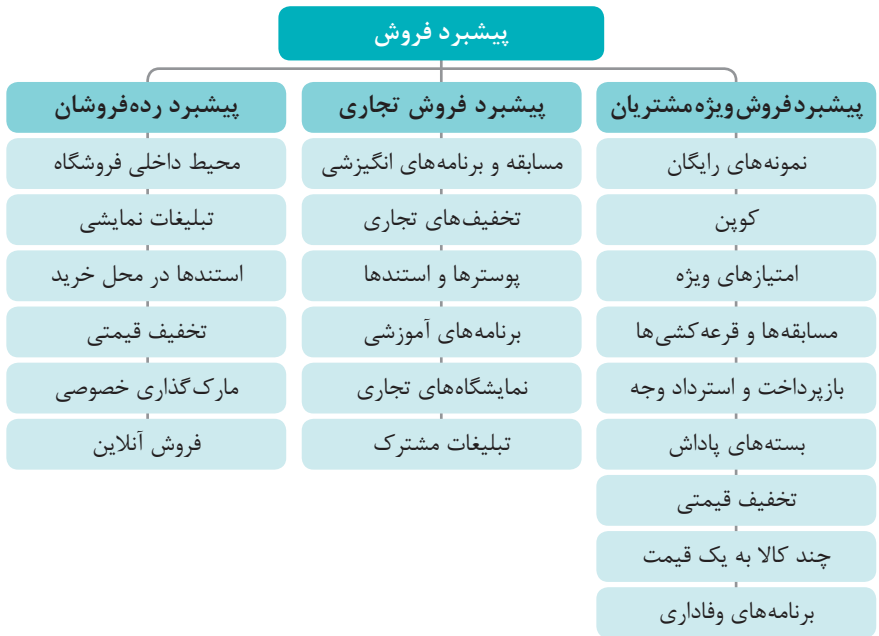 پیشبرد فروش
پیشبردفروش‌ویژه‌مشتریان
نمونه‌های رایگان
کوپن
امتیازهای ویژه
مسابقه‌ها و قرعه‌کشی‌ها
بازپرداخت و استرداد وجه
بسته‌های پاداش
تخفیف قیمتی
چند کالا به یک قیمت
برنامه‌های وفاداری
پیشبرد فروش تجاری
مسابقه و برنامه‌های انگیزشی
تخفیف‌های تجاری
پوسترها و استندها
برنامه‌های آموزشی
نمایشگاه‌های تجاری
تبلیغات مشترک
پیشبرد رده‌فروشان
محیط داخلی فروشگاه
تبلیغات نمایشی
استندها در محل خرید
تخفیف قیمتی
مارک‌گذاری خصوصی
فروش آنلاین